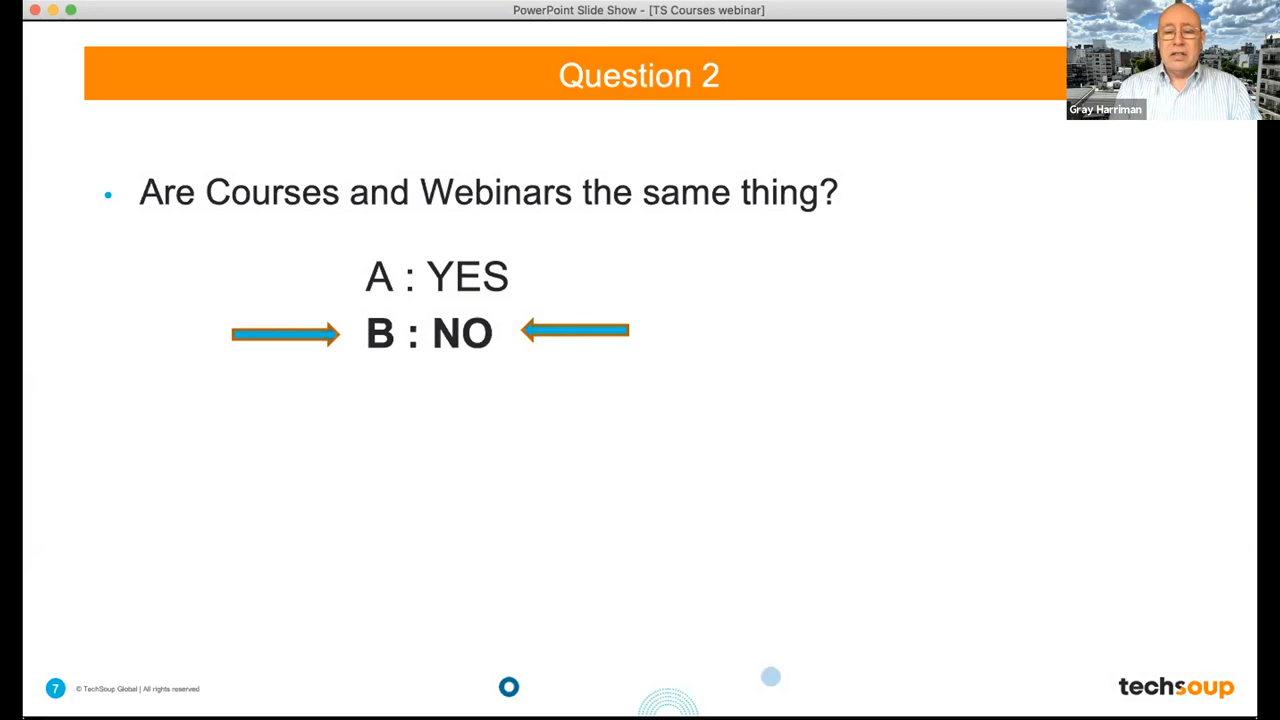 PowerPoint Slide Show - [TS Courses webinar]
Gray Harriman
Question 2
• Are Courses and Webinars the same thing?
A : YES
B : NO
7
© TechSoup Global | All rights reserved
techsoup